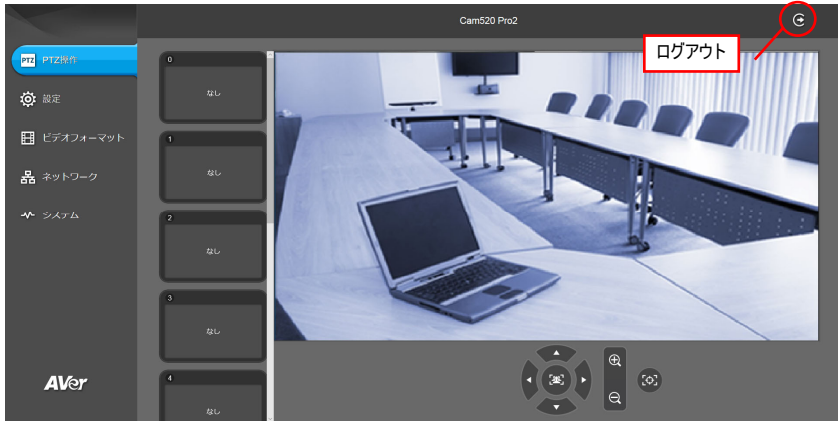 Cam520 Pro2
ログアウト
PTZ PTZ操作
設定
ビデオフォーマット
ネットワーク
システム
0
なし
1
なし
2
なし
3
なし
4
なし
AVer